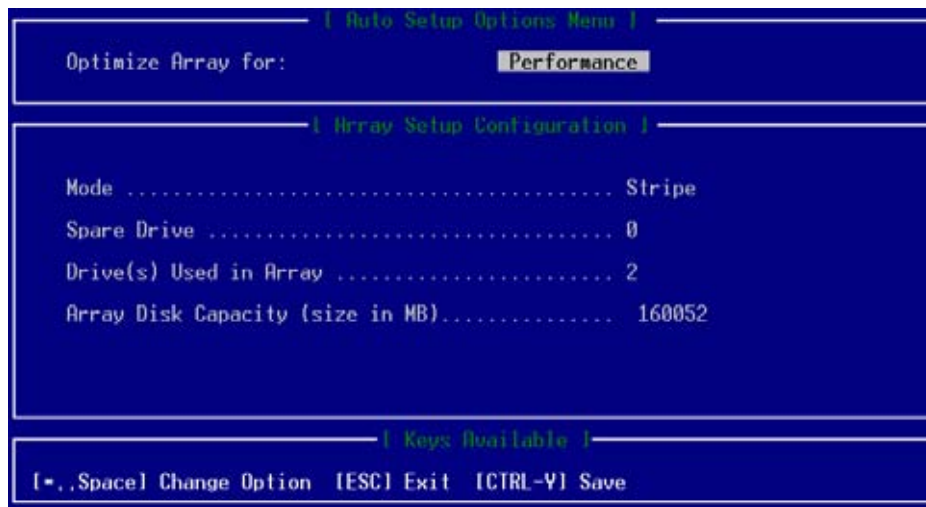 [ Auto Setup Options Menu ]
Optimize Array for: Performance
[ Array Setup Configuration ]
Mode .......................................... Stripe
Spare Drive ................................... 0
Drive(s) Used in Array ........................ 2
Array Disk Capacity (size in MB)............... 160052
[ Keys Available ]
[←,→,Space] Change Option [ESC] Exit [CTRL-Y] Save